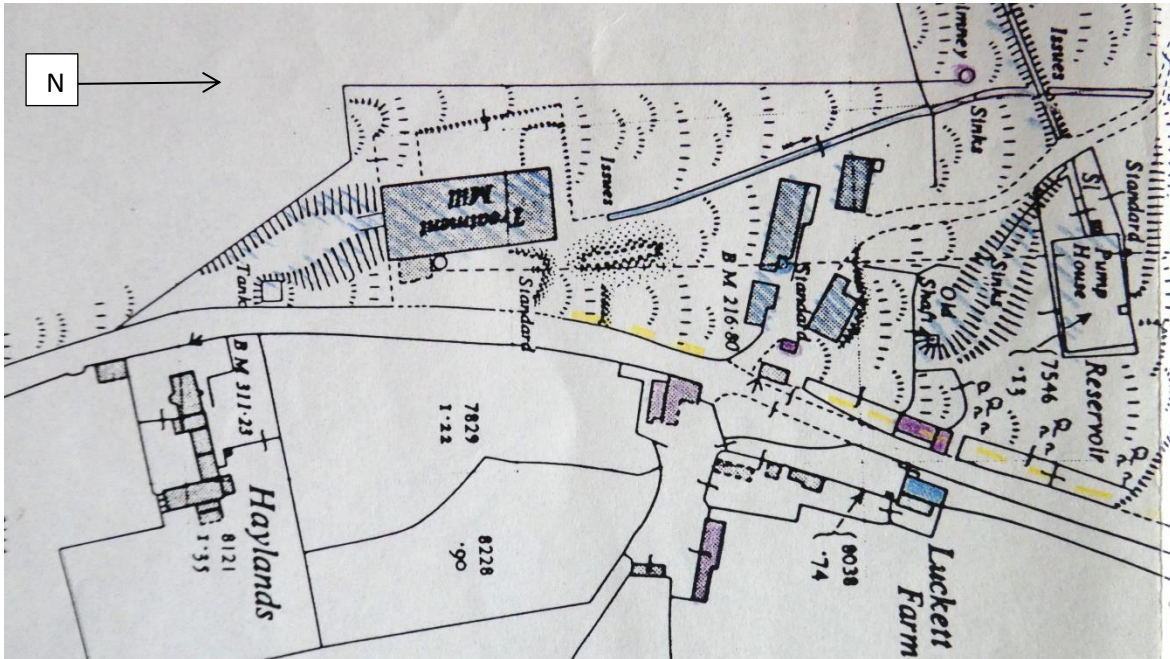 N
Issues
Sinks
Treatment
Mill
Issues
Standard
Sl
Standard
Pump
House
Sinks
Old
Shaft
Standard
Tank
B M 216·80
Reservoir
7546
·13
B M 311·23
7829
1·22
8228
·90
8121
1·35
Haylands
8038
·74
Luckett
Farm